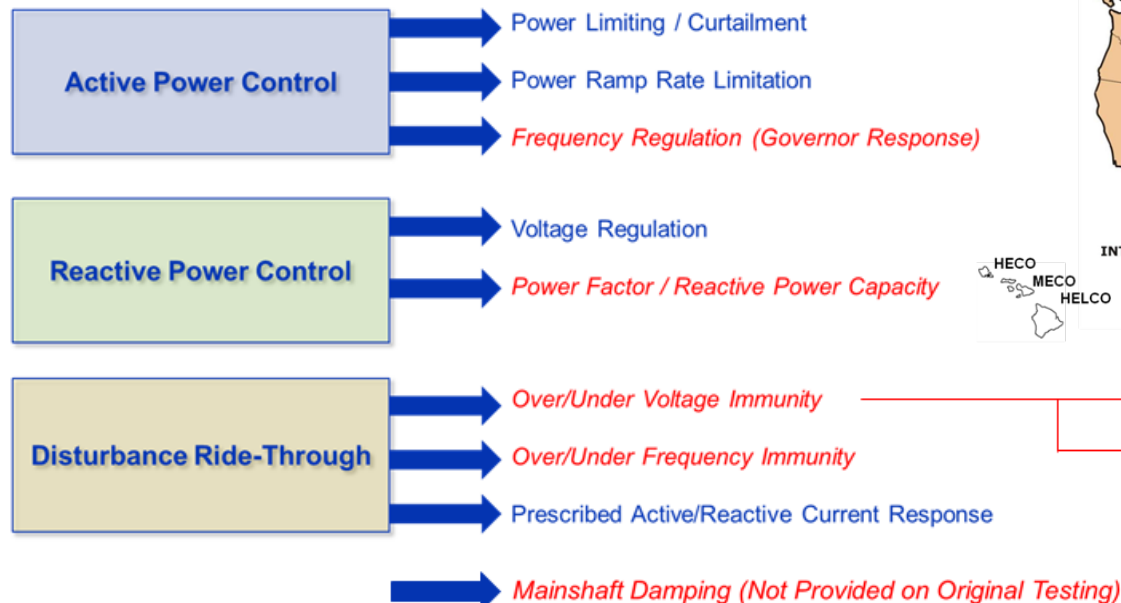 Active Power Control
Power Limiting / Curtailment
Power Ramp Rate Limitation
Frequency Regulation (Governor Response)
Reactive Power Control
Voltage Regulation
Power Factor / Reactive Power Capacity
HECO
MECO
HELCO
Disturbance Ride-Through
Over/Under Voltage Immunity
Over/Under Frequency Immunity
Prescribed Active/Reactive Current Response
Mainshaft Damping (Not Provided on Original Testing)